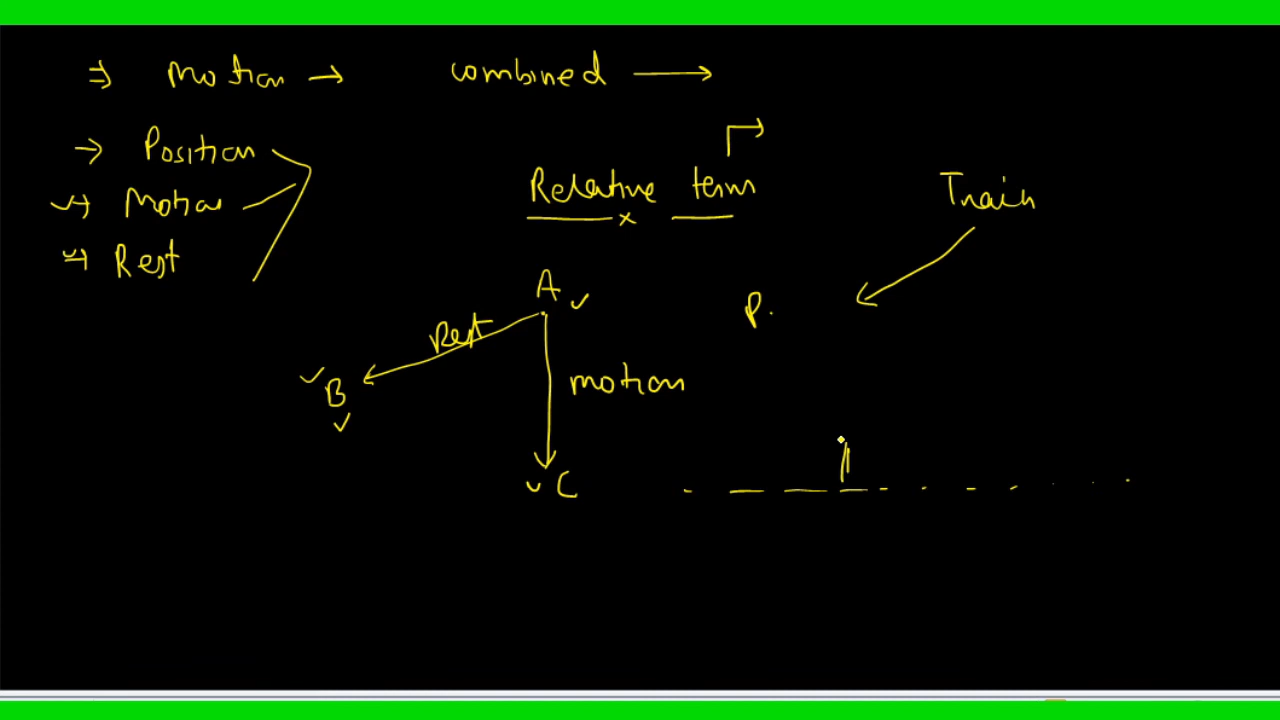 ⇒ Motion → combined →
→ Position
→ Motion
→ Rest
Relative term
Train
A
P.
Rest
B
motion
C